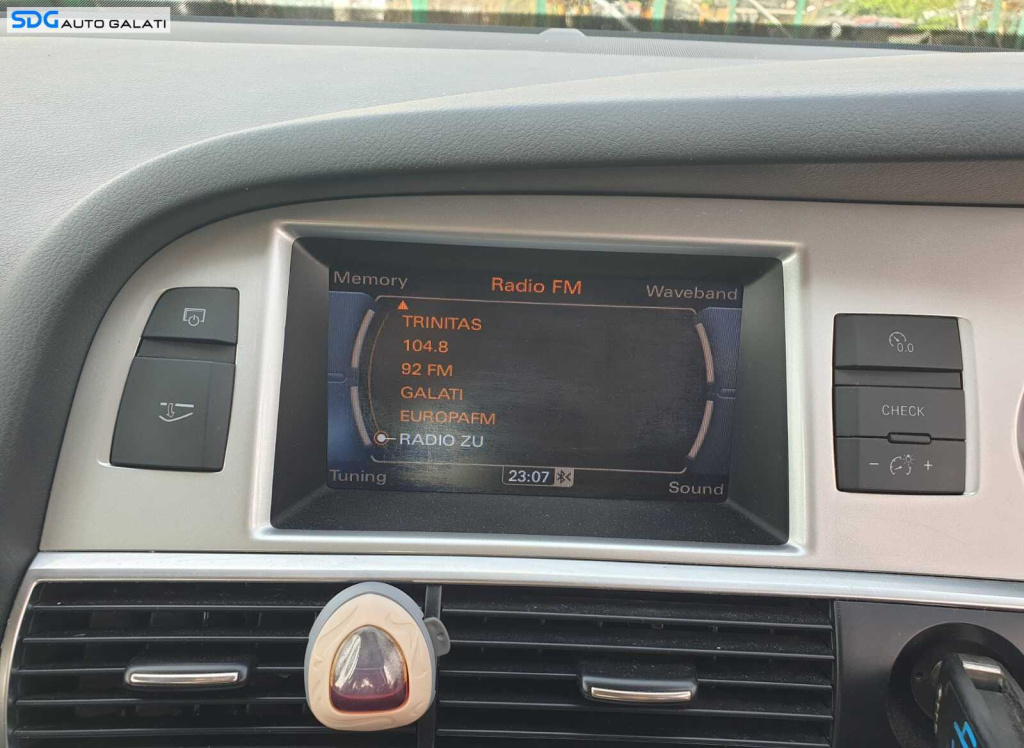 SDG AUTO GALATI
Memory
Radio FM
Waveband
TRINITAS
104.8
92 FM
GALATI
EUROPAFM
RADIO ZU
Tuning
23:07
Sound
0.0
CHECK
- +